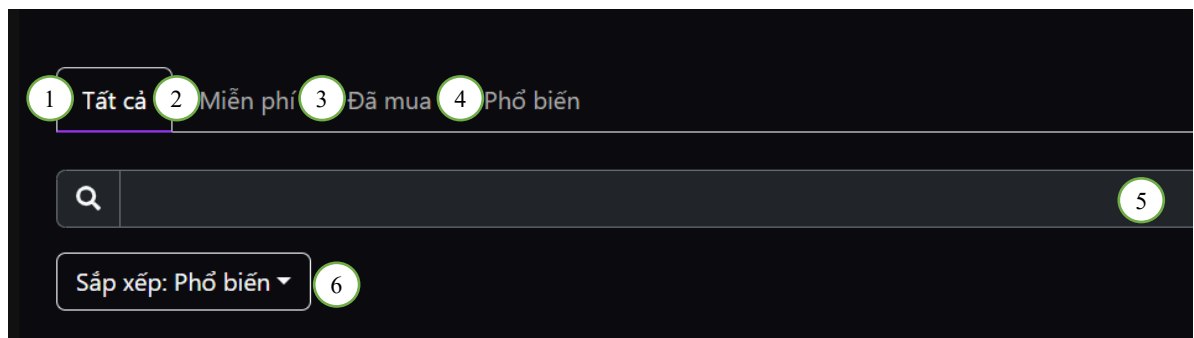 1 Tất cả 2 Miễn phí 3 Đã mua 4 Phổ biến
5
Sắp xếp: Phổ biến 6